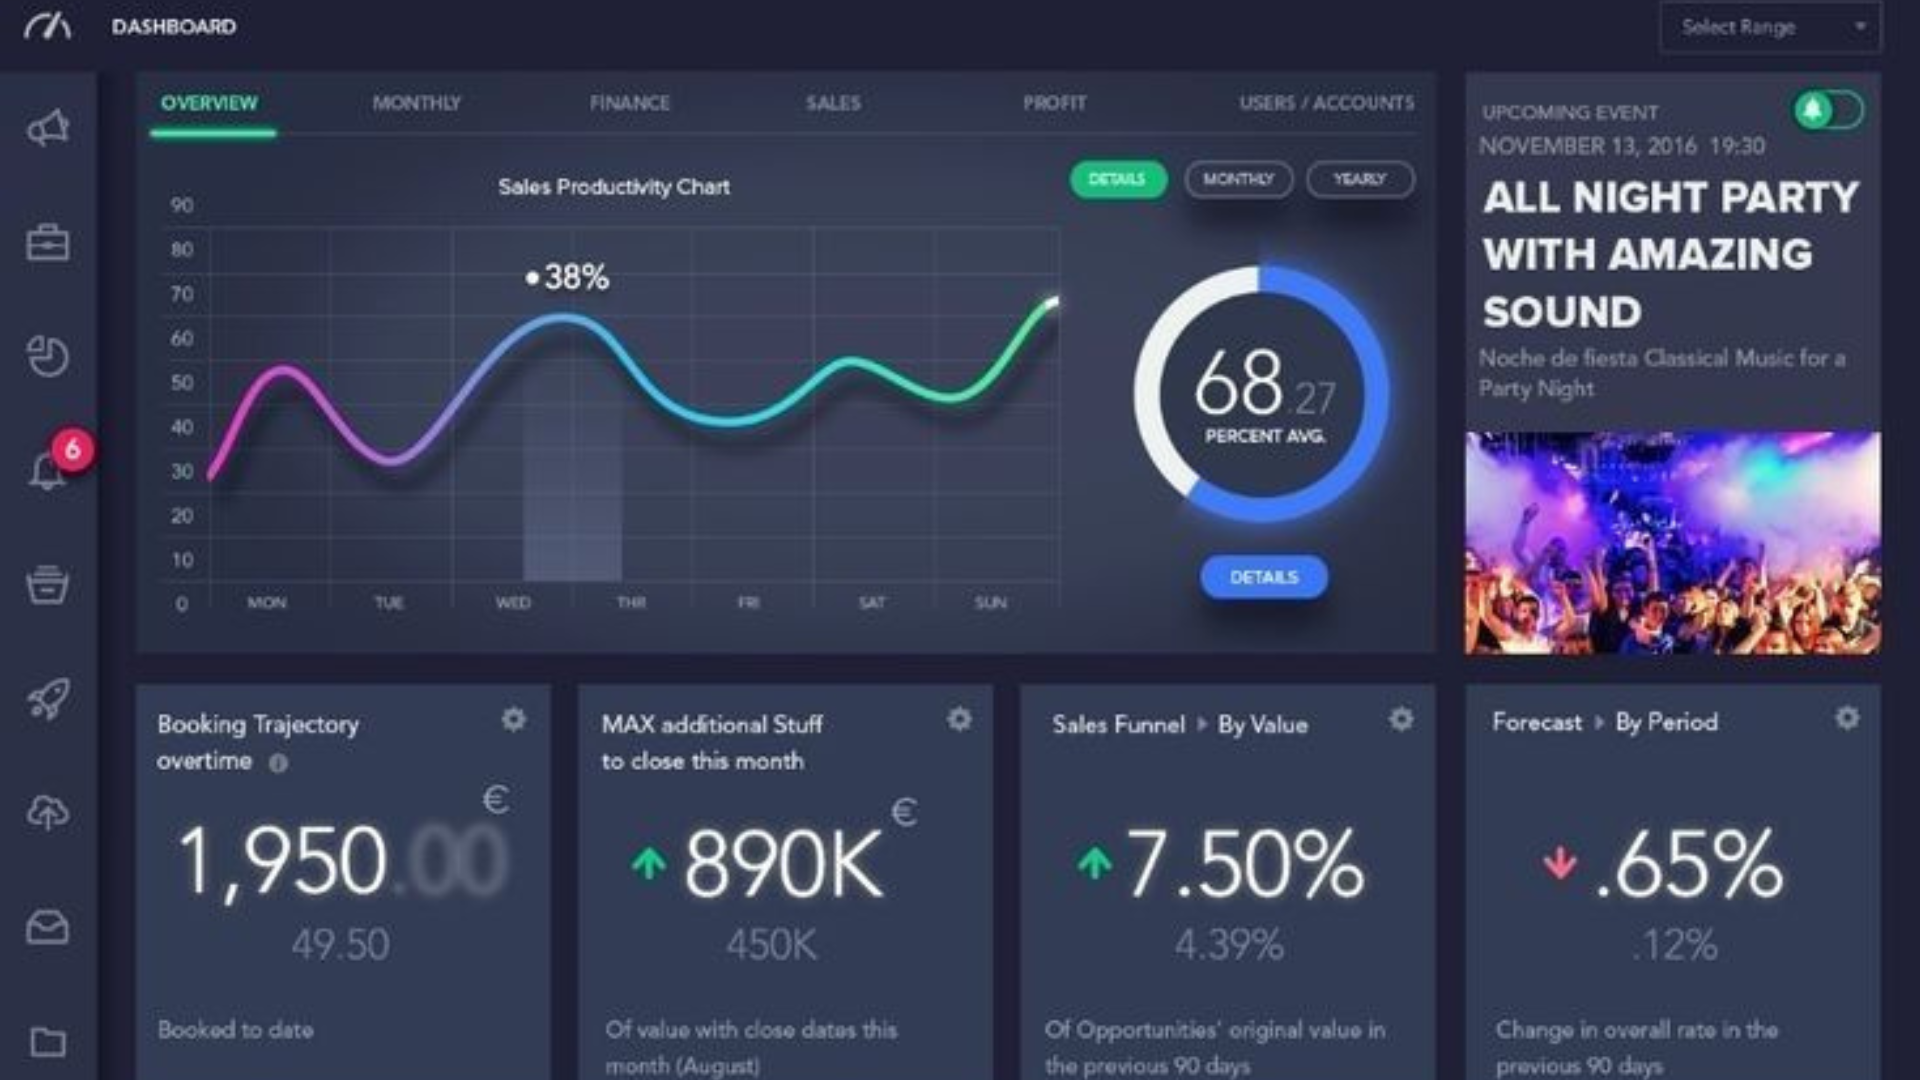 DASHBOARD
Select Range
OVERVIEW MONTHLY FINANCE SALES PROFIT USERS / ACCOUNTS
Sales Productivity Chart
DETAILS MONTHLY YEARLY
90
80
70
60
50
40
30
20
10
0
•38%
MON TUE WED THR FRI SAT SUN
68.27
PERCENT AVG.
DETAILS
UPCOMING EVENT
NOVEMBER 13, 2016 19:30
ALL NIGHT PARTY
WITH AMAZING
SOUND
Noche de fiesta Classical Music for a
Party Night
6
Booking Trajectory
overtime
€
1,950.00
49.50
Booked to date
MAX additional Stuff
to close this month
€
890K
450K
Of value with close dates this
month (August)
Sales Funnel By Value
7.50%
4.39%
Of Opportunities' original value in
the previous 90 days
Forecast By Period
.65%
.12%
Change in overall rate in the
previous 90 days